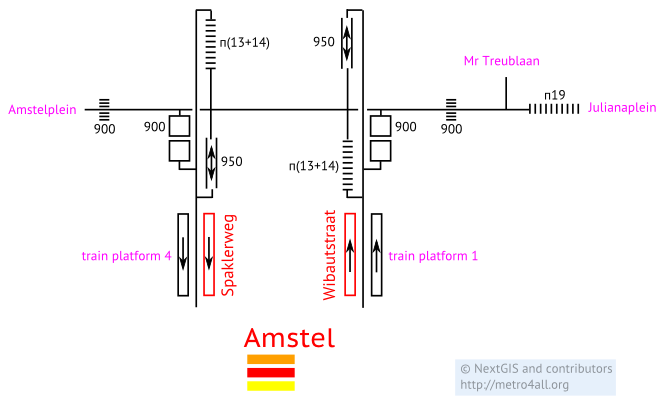 п(13+14)
950
Mr Treublaan
п19
Amstelplein
Julianaplein
900
900
900
900
950
п(13+14)
train platform 4
Spaklerweg
Wibautstraat
train platform 1
Amstel
© NextGIS and contributors
http://metro4all.org